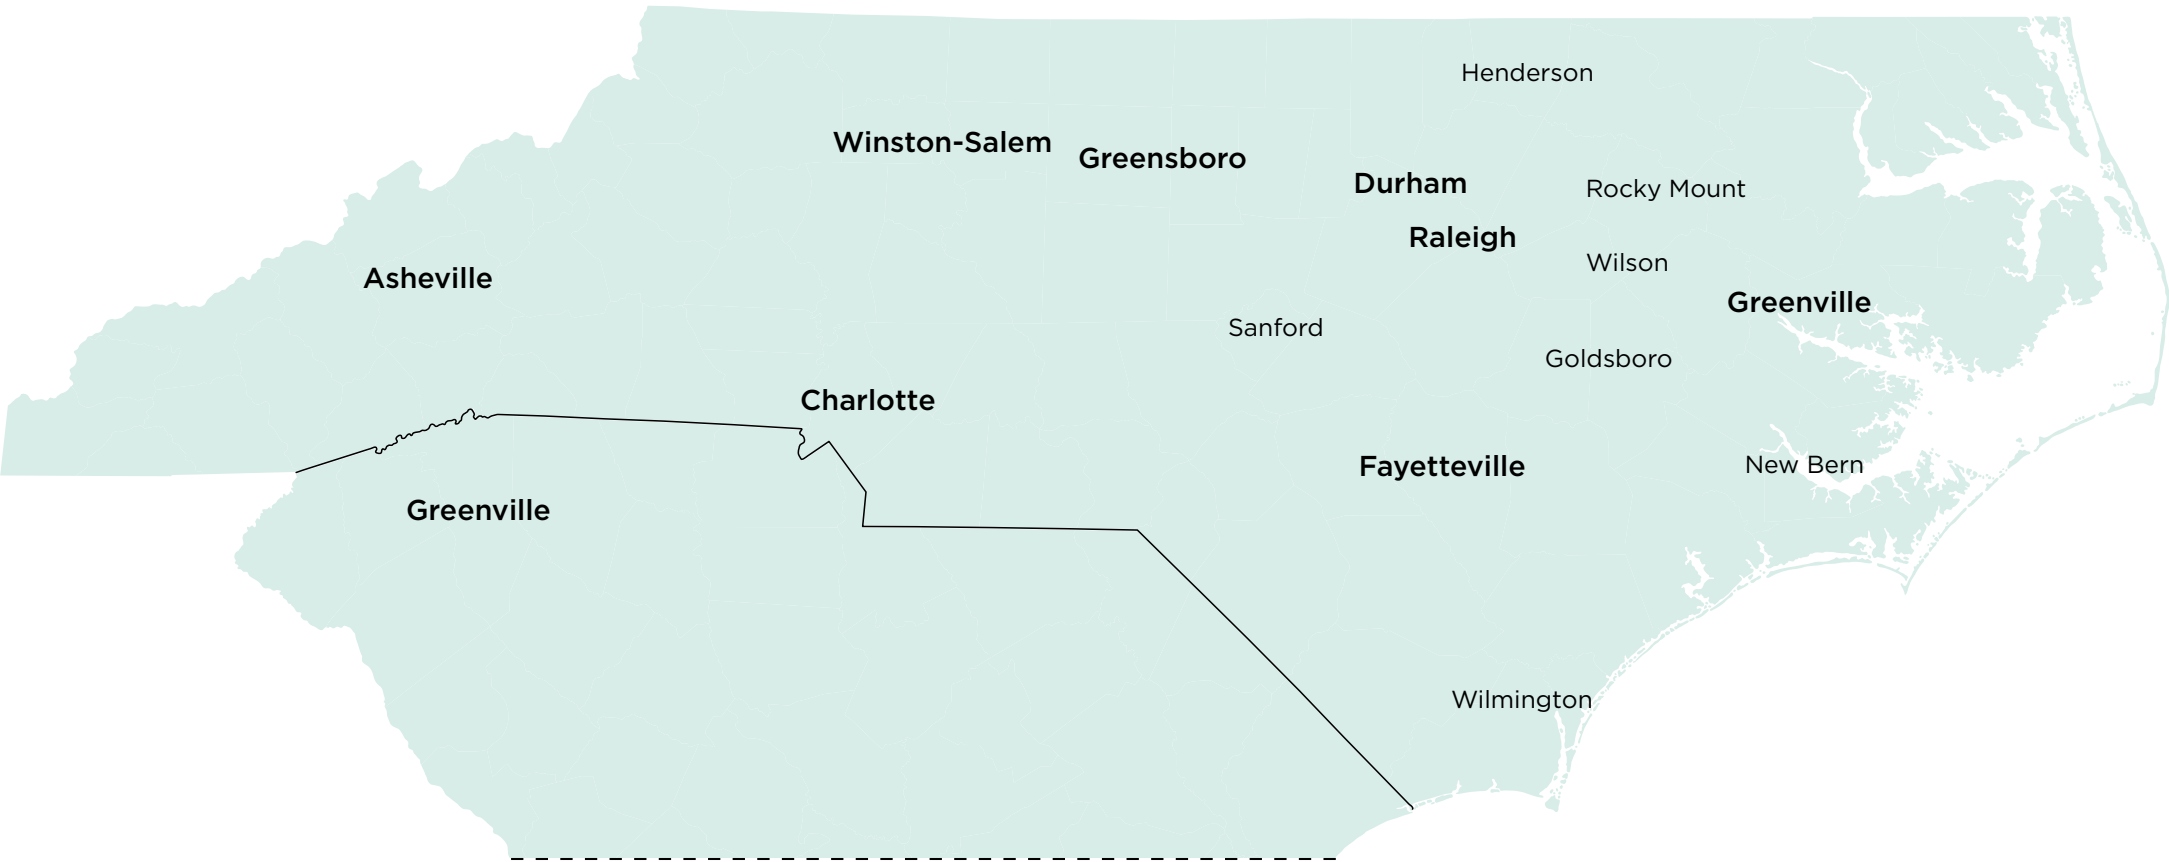 Henderson
Winston-Salem
Greensboro
Durham
Rocky Mount
Raleigh
Wilson
Asheville
Greenville
Sanford
Goldsboro
Charlotte
Fayetteville
New Bern
Greenville
Wilmington